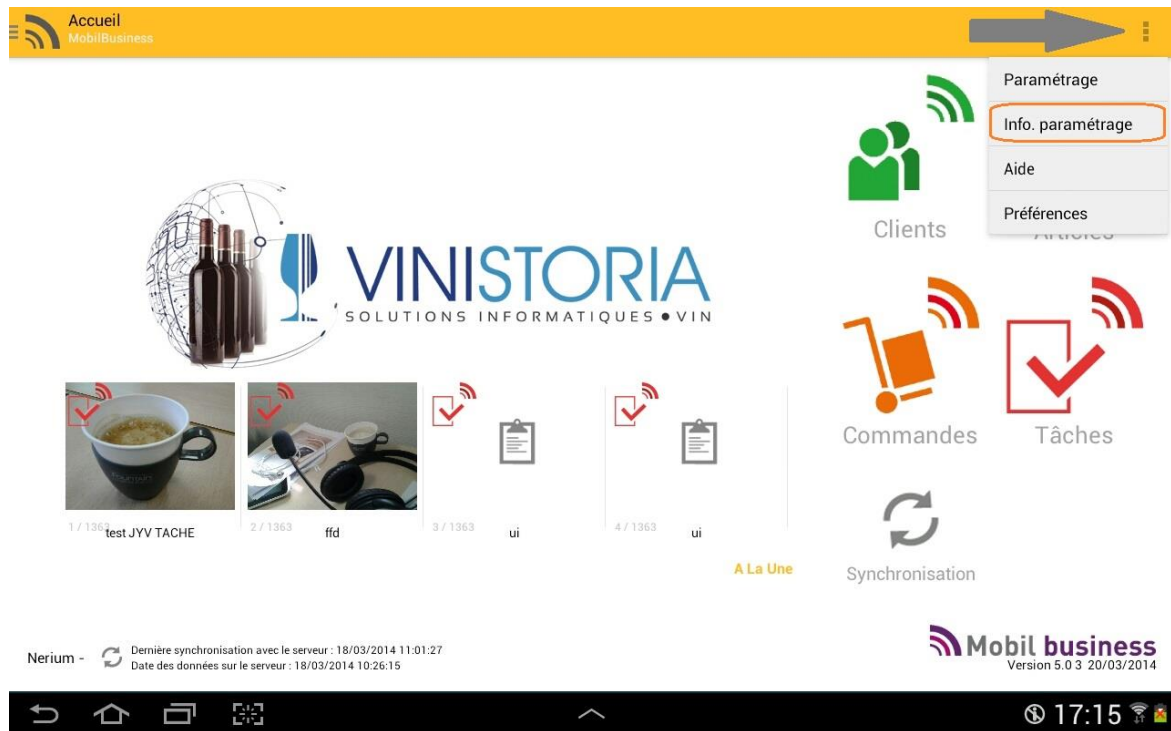 Accueil
MobilBusiness
Paramétrage
Info. paramétrage
Aide
Préférences
Clients
VINISTORIA
SOLUTIONS INFORMATIQUES • VIN
Commandes
Tâches
1 / 1363
test JYV TACHE
2 / 1363
ffd
3 / 1363
ui
4 / 1363
ui
A La Une
Synchronisation
Nerium -
Dernière synchronisation avec le serveur : 18/03/2014 11:01:27
Date des données sur le serveur : 18/03/2014 10:26:15
Mobil business
Version 5.0 3 20/03/2014
17:15